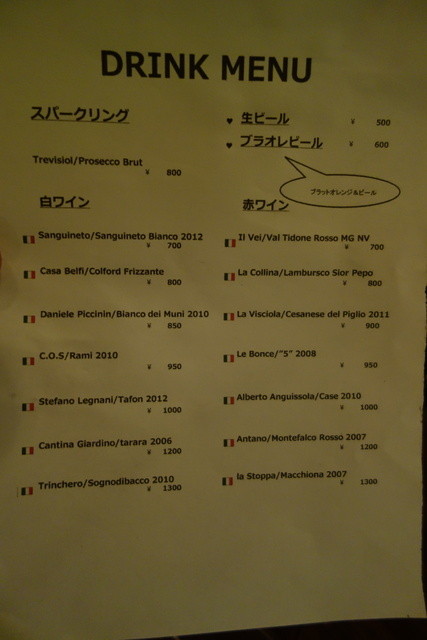 DRINK MENU
スパークリング
Trevisiol/Prosecco Brut
¥ 800
♥ 生ビール ¥ 500
♥ ブラオレビール ¥ 600
ブラットオレンジ&ビール
白ワイン
Sanguineto/Sanguineto Bianco 2012
¥ 700
Casa Belfi/Colford Frizzante
¥ 800
Daniele Piccinin/Bianco dei Muni 2010
¥ 850
C.O.S/Rami 2010
¥ 950
Stefano Legnani/Tafon 2012
¥ 1000
Cantina Giardino/tarara 2006
¥ 1200
Trinchero/Sognodibacco 2010
¥ 1300
赤ワイン
Il Vei/Val Tidone Rosso MG NV
¥ 700
La Collina/Lambursco Sior Pepo
¥ 800
La Visciola/Cesanese del Piglio 2011
¥ 900
Le Bonce/"5" 2008
¥ 950
Alberto Anguissola/Case 2010
¥ 1000
Antano/Montefalco Rosso 2007
¥ 1200
la Stoppa/Macchiona 2007
¥ 1300